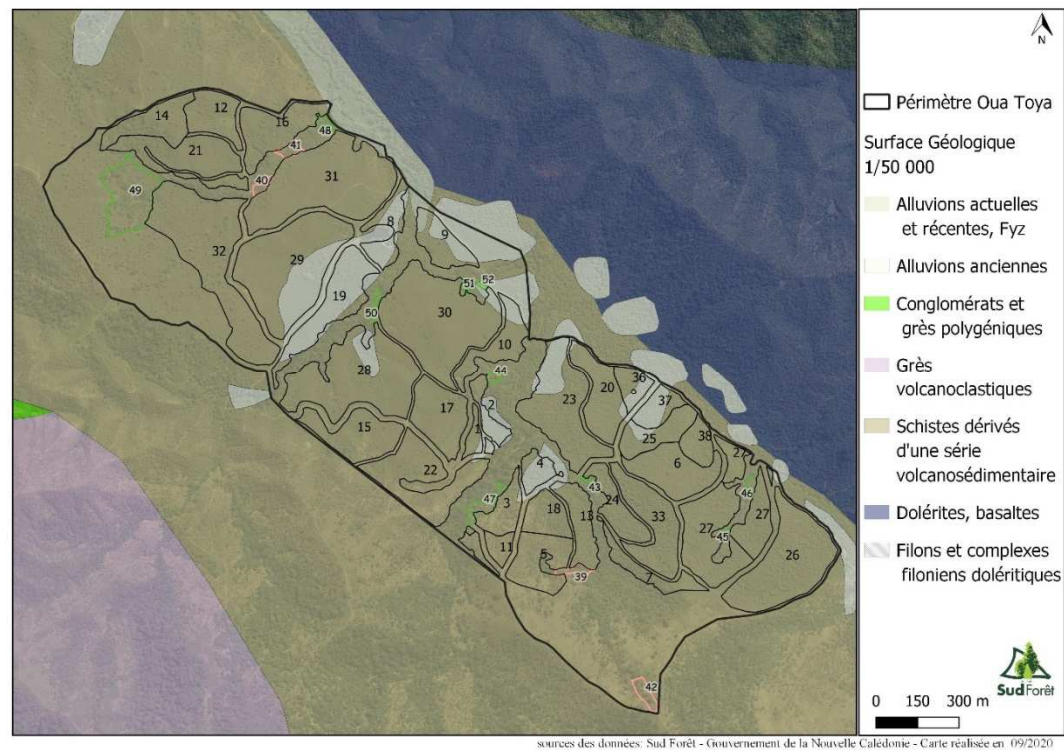 N
Périmètre Oua Toya
Surface Géologique
1/50 000
Alluvions actuelles
et récentes, Fyz
Alluvions anciennes
Conglomérats et
grès polygéniques
Grès
volcanoclastiques
Schistes dérivés
d'une série
volcanosédimentaire
Dolérites, basaltes
Filons et complexes
filoniens doléritiques
SudForêt
0 150 300 m
14 12 16 48
21 41
49 40 31
32 29 8 9
19 51 52
50 30
28 10
44 23 20 36
37
15 17 1 2 25 38
22 4 6 27
47 3 43 46
18 13 24 33 27 27
11 5 45 26
39 7
42
sources des données: Sud Forêt - Gouvernement de la Nouvelle Calédonie - Carte réalisée en 09/2020